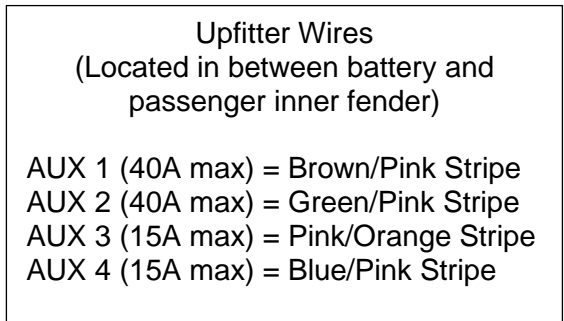 Upfitter Wires
(Located in between battery and
passenger inner fender)
AUX 1 (40A max) = Brown/Pink Stripe
AUX 2 (40A max) = Green/Pink Stripe
AUX 3 (15A max) = Pink/Orange Stripe
AUX 4 (15A max) = Blue/Pink Stripe